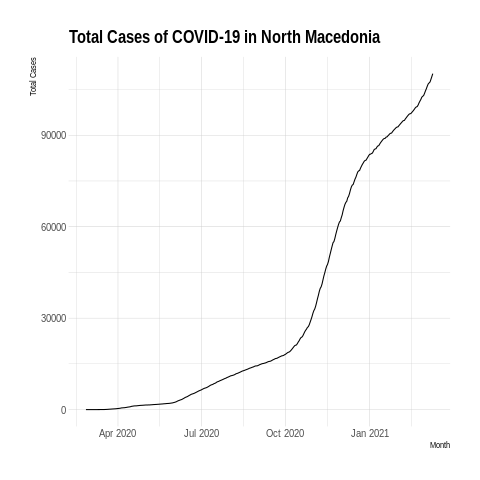 Total Cases of COVID-19 in North Macedonia
Total Cases
90000
60000
30000
0
Apr 2020 Jul 2020 Oct 2020 Jan 2021
Month